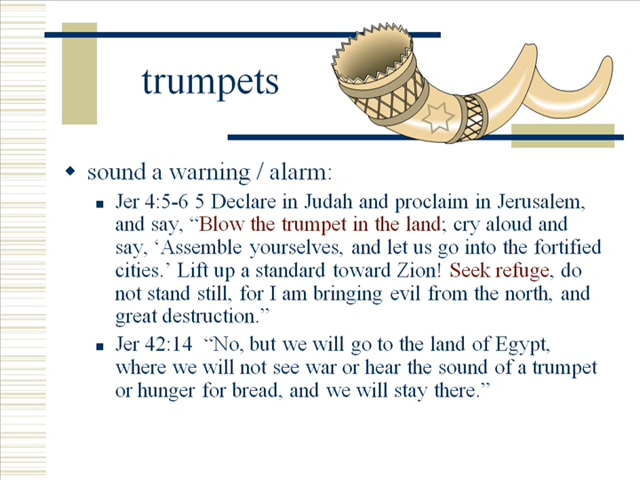 trumpets
sound a warning / alarm:
Jer 4:5-6 5 Declare in Judah and proclaim in Jerusalem,
and say, “Blow the trumpet in the land; cry aloud and
say, ‘Assemble yourselves, and let us go into the fortified
cities.’ Lift up a standard toward Zion! Seek refuge, do
not stand still, for I am bringing evil from the north, and
great destruction.”
Jer 42:14 “No, but we will go to the land of Egypt,
where we will not see war or hear the sound of a trumpet
or hunger for bread, and we will stay there.”